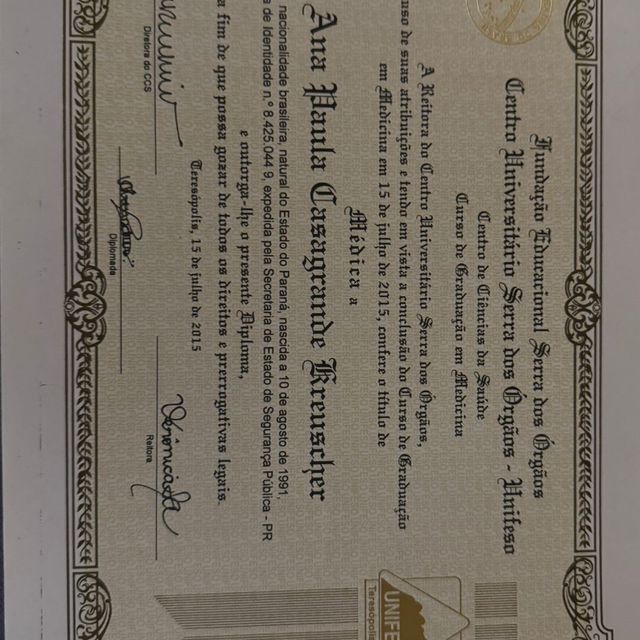 Fundação Educacional Serra dos Órgãos
Centro Universitário Serra dos Órgãos - Unifeso
Centro de Ciências da Saúde
Curso de Graduação em Medicina
A Reitora do Centro Universitário Serra dos Órgãos,
uso de suas atribuições e tendo em vista a conclusão do Curso de Graduação
em Medicina em 15 de julho de 2015, confere o título de
Médica a
Ana Paula Casagrande Kreuscher
nacionalidade brasileira, natural do Estado do Paraná, nascida a 10 de agosto de 1991,
de Identidade n.º 8.425.044 9, expedida pela Secretaria de Estado de Segurança Pública - PR
e outorga-lhe o presente Diploma,
a fim de que possa gozar de todos os direitos e prerrogativas legais.
Teresópolis, 15 de julho de 2015
Diretora do CCS
Diplomada
Reitora
UNIFE
Teresópolis